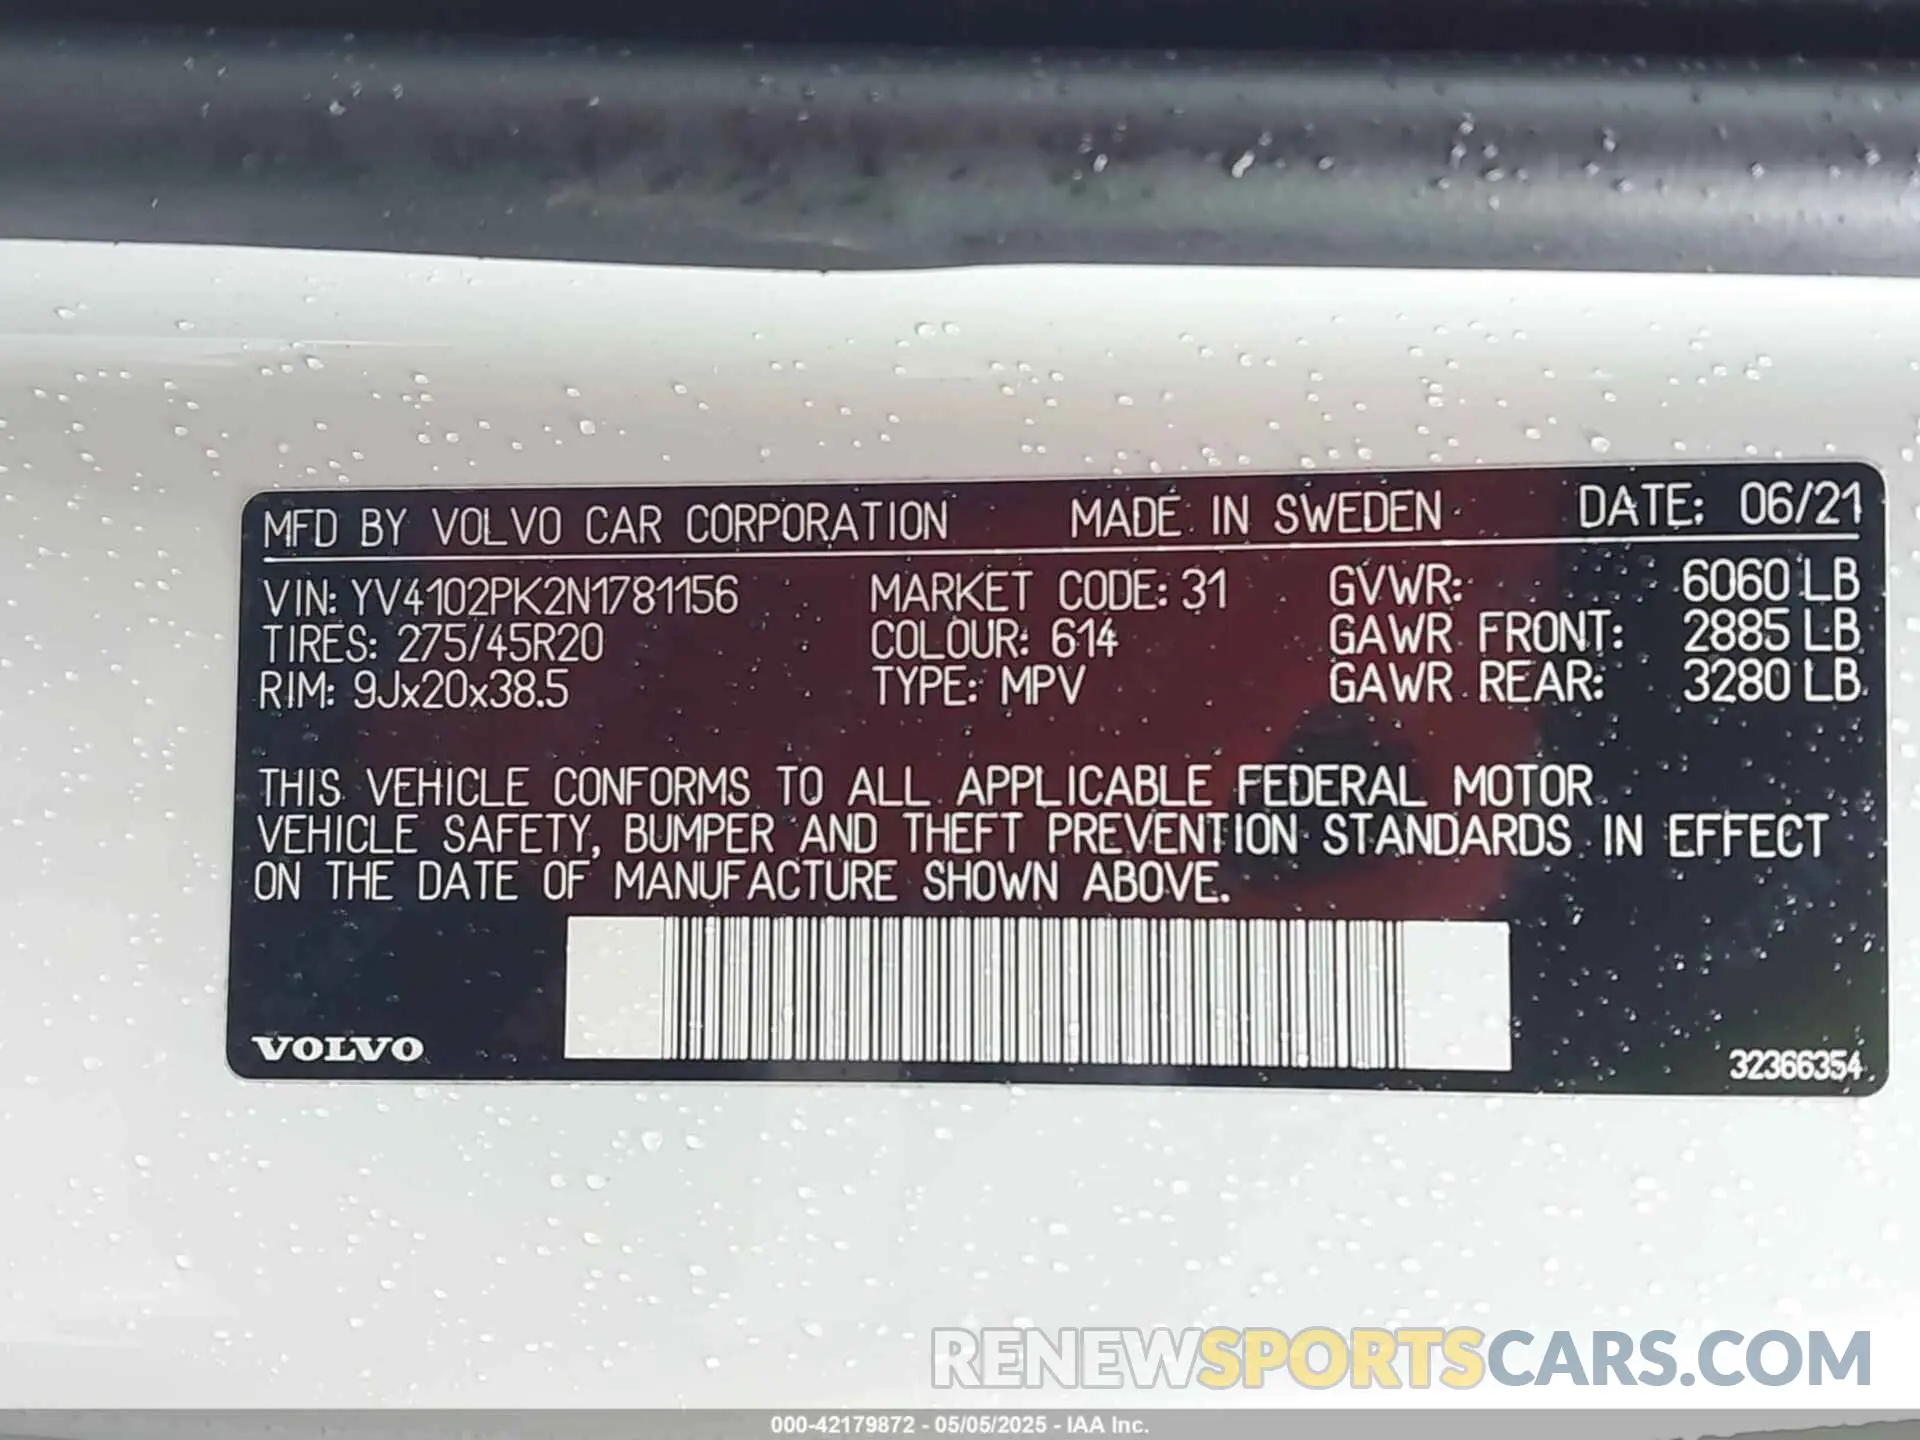 MFD BY VOLVO CAR CORPORATION MADE IN SWEDEN DATE: 06/21
VIN: YV4102PK2N1781156 MARKET CODE: 31 GVWR: 6060 LB
TIRES: 275/45R20 COLOUR: 614 GAWR FRONT: 2885 LB
RIM: 9Jx20x38.5 TYPE: MPV GAWR REAR: 3280 LB
THIS VEHICLE CONFORMS TO ALL APPLICABLE FEDERAL MOTOR
VEHICLE SAFETY, BUMPER AND THEFT PREVENTION STANDARDS IN EFFECT
ON THE DATE OF MANUFACTURE SHOWN ABOVE.
VOLVO
32366354
RENEWSPORTSCARS.COM
000-42179872 - 05/05/2025 - IAA Inc.